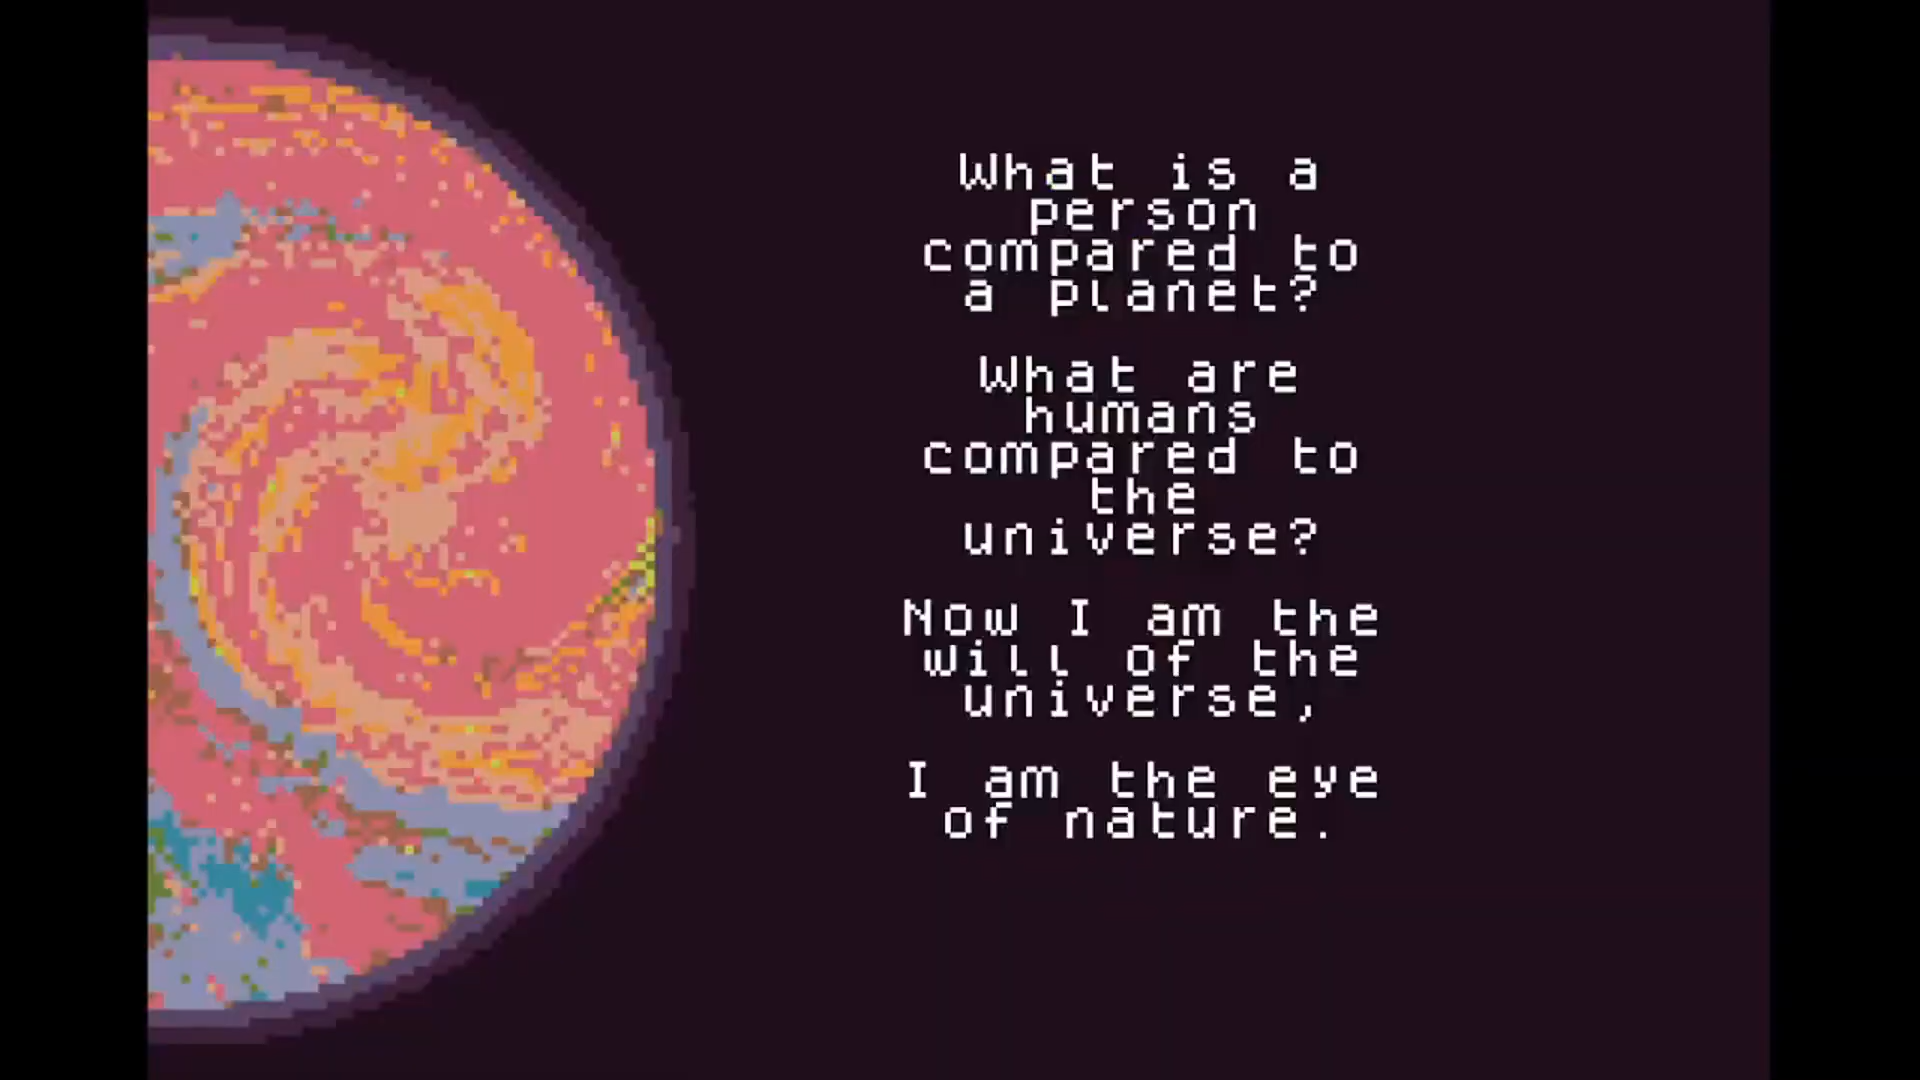 What is a
person
compared to
a planet?
What are
humans
compared to
the
universe?
Now I am the
will of the
universe,
I am the eye
of nature.